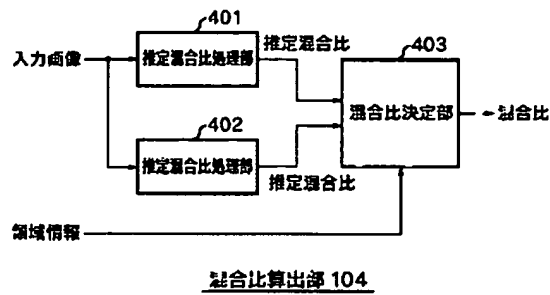 401
推定混合比
403
入力画像
推定混合比処理部
混合比決定部
混合比
402
推定混合比処理部
推定混合比
領域情報
混合比算出部 104